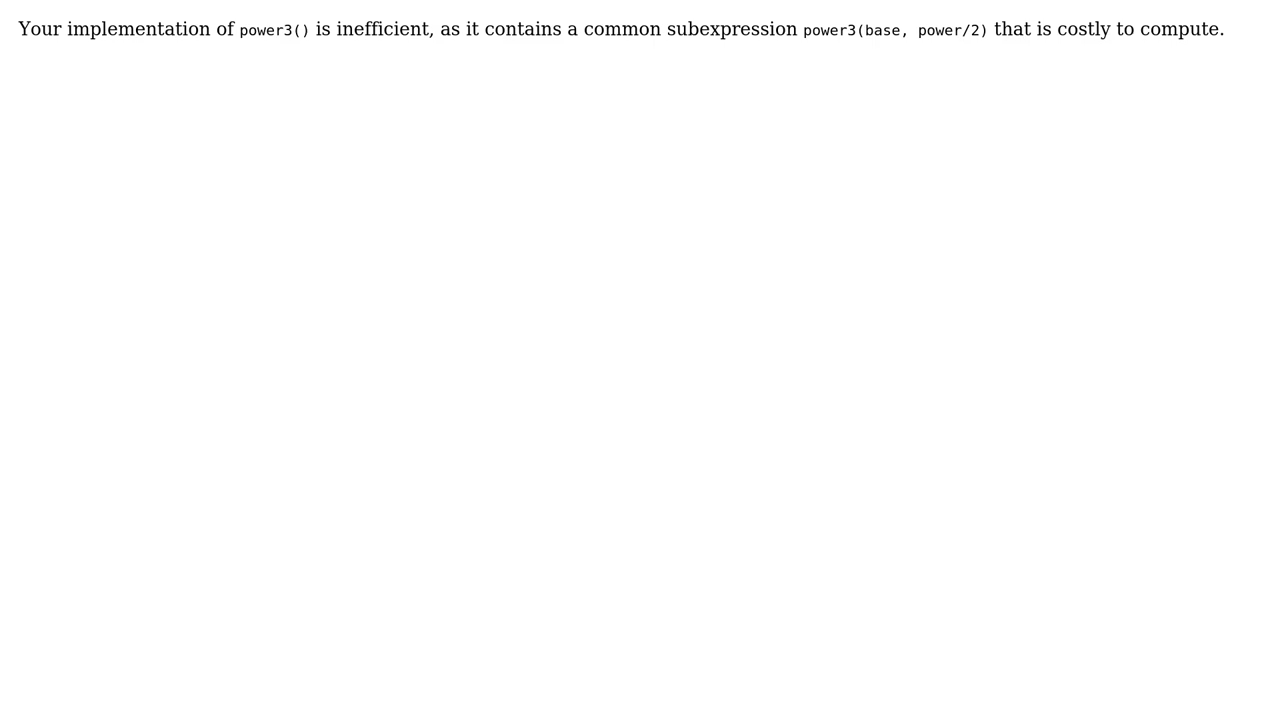 Your implementation of power3() is inefficient, as it contains a common subexpression power3(base, power/2) that is costly to compute.